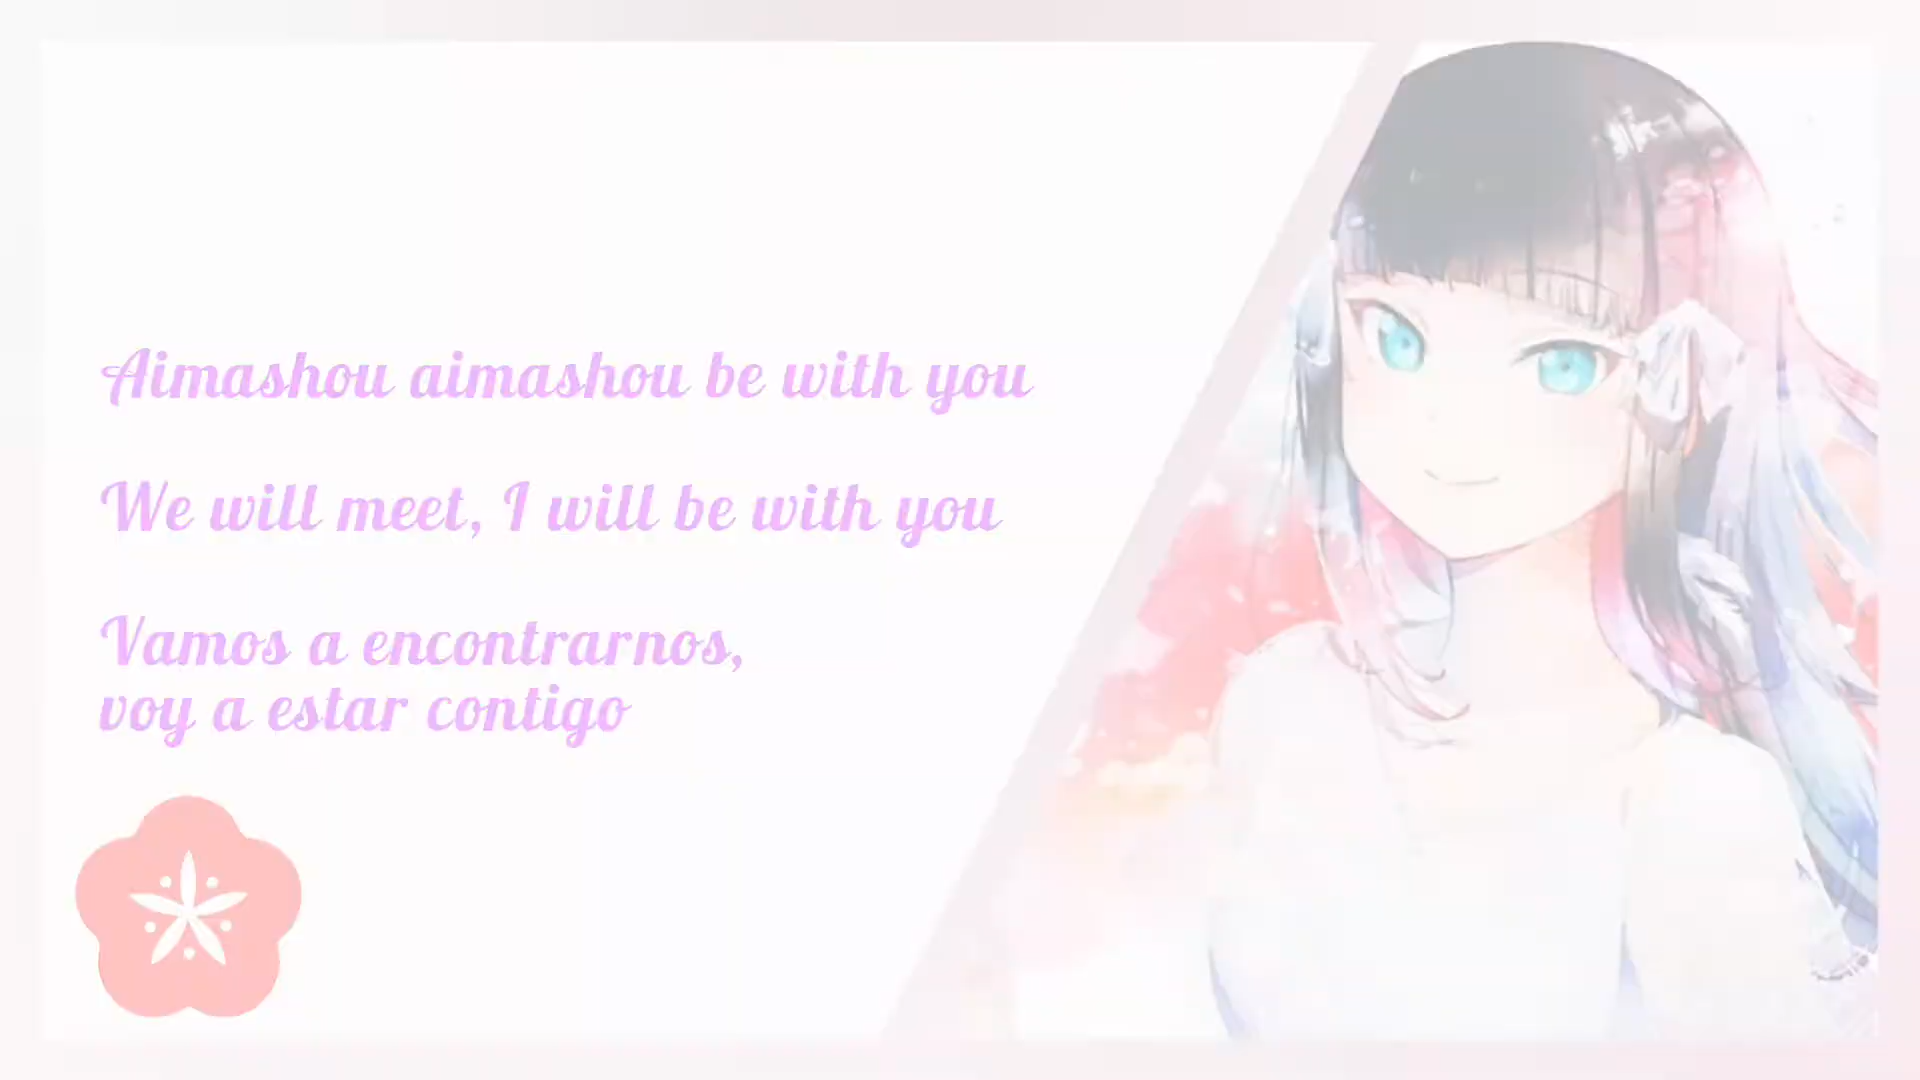 Aimashou aimashou be with you
We will meet, I will be with you
Vamos a encontrarnos,
voy a estar contigo